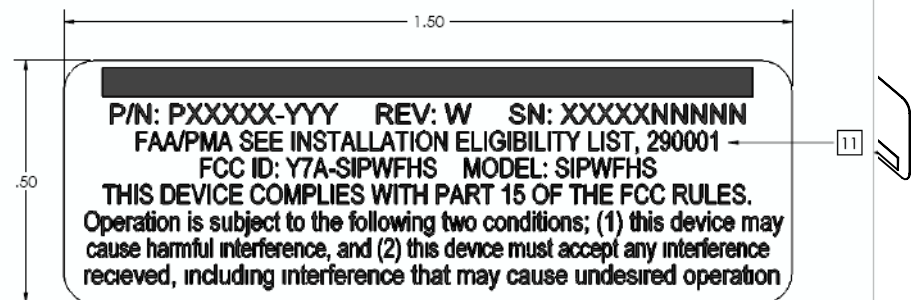 1.50
P/N: PXXXXX-YYY REV: W SN: XXXXXNNNNN
FAA/PMA SEE INSTALLATION ELIGIBILITY LIST, 290001
11
FCC ID: Y7A-SIPWFHS MODEL: SIPWFHS
.50
THIS DEVICE COMPLIES WITH PART 15 OF THE FCC RULES.
Operation is subject to the following two conditions; (1) this device may
cause harmful interference, and (2) this device must accept any interference
recieved, including interference that may cause undesired operation